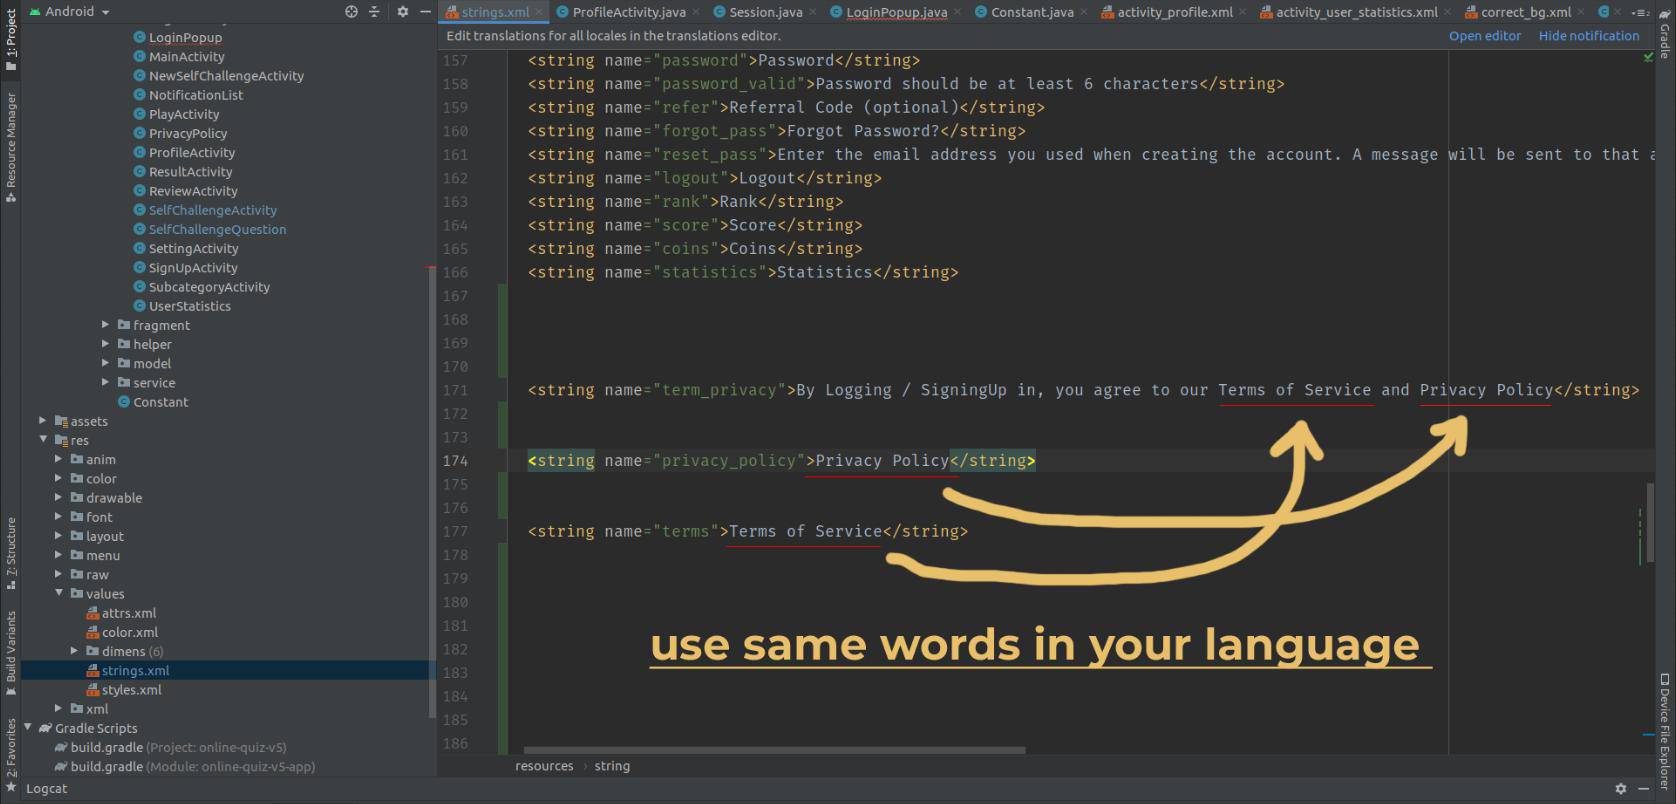 Android
strings.xml
ProfileActivity.java
Session.java
LoginPopup.java
Constant.java
activity_profile.xml
activity_user_statistics.xml
correct_bg.xml
Edit translations for all locales in the translations editor.
Open editor
Hide notification
1: Project
Resource Manager
7: Structure
Build Variants
2: Favorites
Gradle
Device File Explorer
LoginPopup
MainActivity
NewSelfChallengeActivity
NotificationList
PlayActivity
PrivacyPolicy
ProfileActivity
ResultActivity
ReviewActivity
SelfChallengeActivity
SelfChallengeQuestion
SettingActivity
SignUpActivity
SubcategoryActivity
UserStatistics
fragment
helper
model
service
Constant
assets
res
anim
color
drawable
font
layout
menu
raw
values
attrs.xml
color.xml
dimens (6)
strings.xml
styles.xml
xml
Gradle Scripts
build.gradle (Project: online-quiz-v5)
build.gradle (Module: online-quiz-v5-app)
157 <string name="password">Password</string>
158 <string name="password_valid">Password should be at least 6 characters</string>
159 <string name="refer">Referral Code (optional)</string>
160 <string name="forgot_pass">Forgot Password?</string>
161 <string name="reset_pass">Enter the email address you used when creating the account. A message will be sent to that a
162 <string name="logout">Logout</string>
163 <string name="rank">Rank</string>
164 <string name="score">Score</string>
165 <string name="coins">Coins</string>
166 <string name="statistics">Statistics</string>
167
168
169
170
171 <string name="term_privacy">By Logging / SigningUp in, you agree to our Terms of Service and Privacy Policy</string>
172
173
174 <string name="privacy_policy">Privacy Policy</string>
175
176
177 <string name="terms">Terms of Service</string>
178
179
180
181
182
183
184
185
186
use same words in your language
resources › string
Logcat